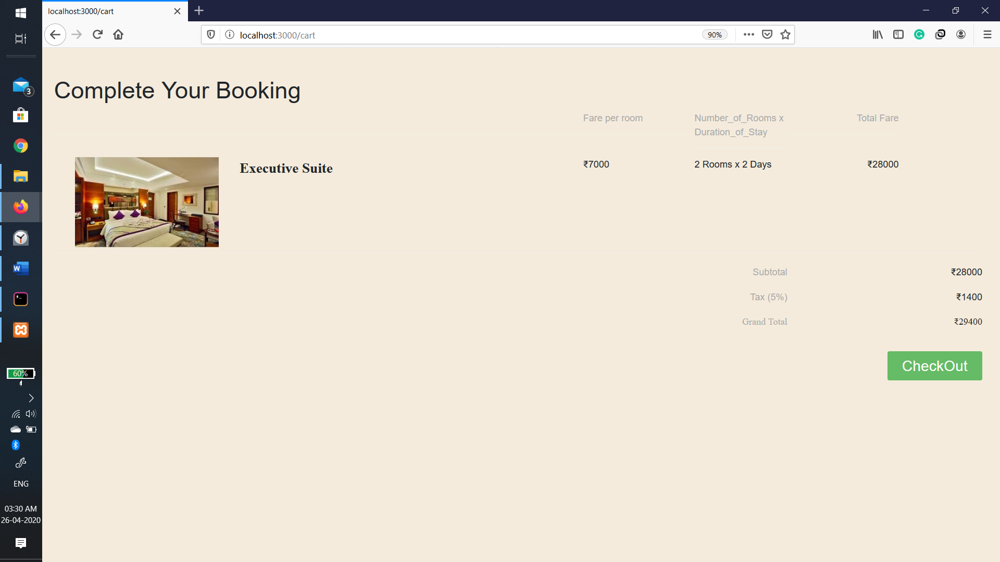 localhost:3000/cart
localhost:3000/cart
90%
Complete Your Booking
Fare per room
Number_of_Rooms x
Duration_of_Stay
Total Fare
Executive Suite
₹7000
2 Rooms x 2 Days
₹28000
Subtotal
₹28000
Tax (5%)
₹1400
Grand Total
₹29400
CheckOut
3
W
60%
ENG
03:30 AM
26-04-2020